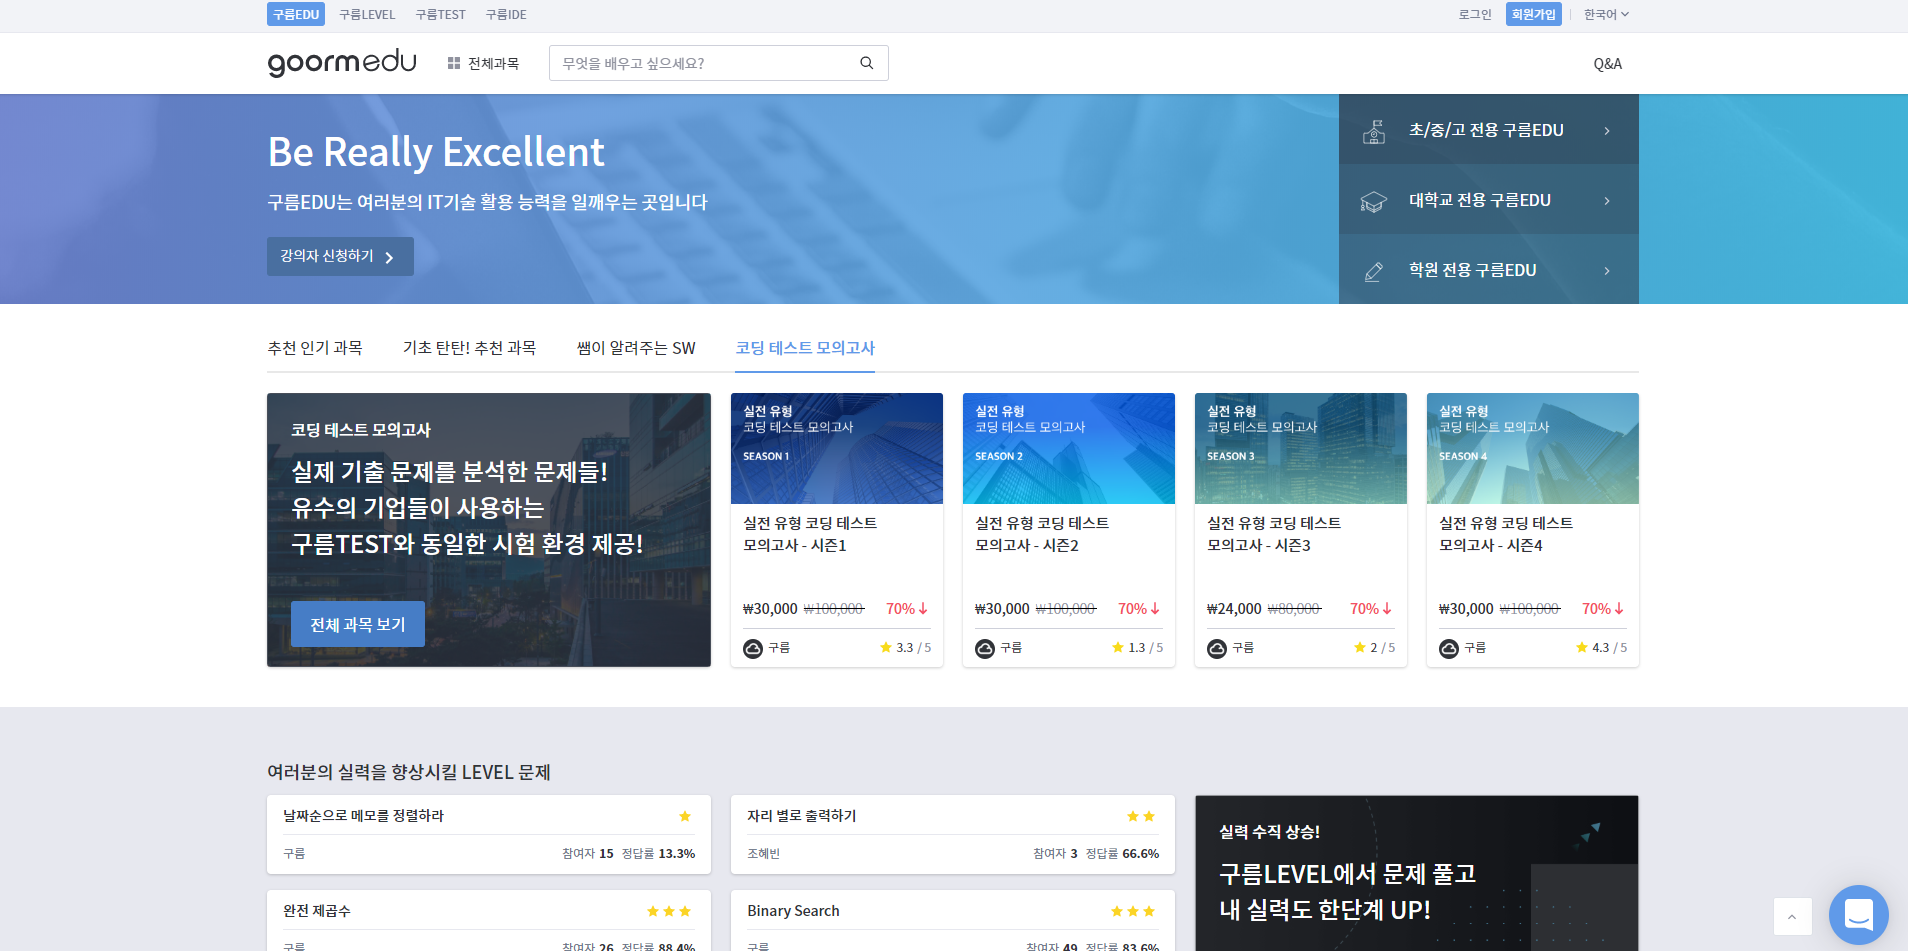 구름EDU 구름LEVEL 구름TEST 구름IDE 로그인 회원가입 한국어
goormedu 전체과목 무엇을 배우고 싶으세요? Q&A
Be Really Excellent
구름EDU는 여러분의 IT기술 활용 능력을 일깨우는 곳입니다
강의자 신청하기
초/중/고 전용 구름EDU
대학교 전용 구름EDU
학원 전용 구름EDU
추천 인기 과목 기초 탄탄! 추천 과목 쌤이 알려주는 SW 코딩 테스트 모의고사
코딩 테스트 모의고사
실제 기출 문제를 분석한 문제들!
유수의 기업들이 사용하는
구름TEST와 동일한 시험 환경 제공!
전체 과목 보기
실전 유형
코딩 테스트 모의고사
SEASON 1
실전 유형 코딩 테스트
모의고사 - 시즌1
₩30,000 ₩100,000 70%
구름 3.3 / 5
실전 유형
코딩 테스트 모의고사
SEASON 2
실전 유형 코딩 테스트
모의고사 - 시즌2
₩30,000 ₩100,000 70%
구름 1.3 / 5
실전 유형
코딩 테스트 모의고사
SEASON 3
실전 유형 코딩 테스트
모의고사 - 시즌3
₩24,000 ₩80,000 70%
구름 2 / 5
실전 유형
코딩 테스트 모의고사
SEASON 4
실전 유형 코딩 테스트
모의고사 - 시즌4
₩30,000 ₩100,000 70%
구름 4.3 / 5
여러분의 실력을 향상시킬 LEVEL 문제
날짜순으로 메모를 정렬하라
구름 참여자 15 정답률 13.3%
자리 별로 출력하기
조혜빈 참여자 3 정답률 66.6%
완전 제곱수
구름 참여자 26 정답률 88.4%
Binary Search
구름 참여자 49 정답률 83.6%
실력 수직 상승!
구름LEVEL에서 문제 풀고
내 실력도 한단계 UP!